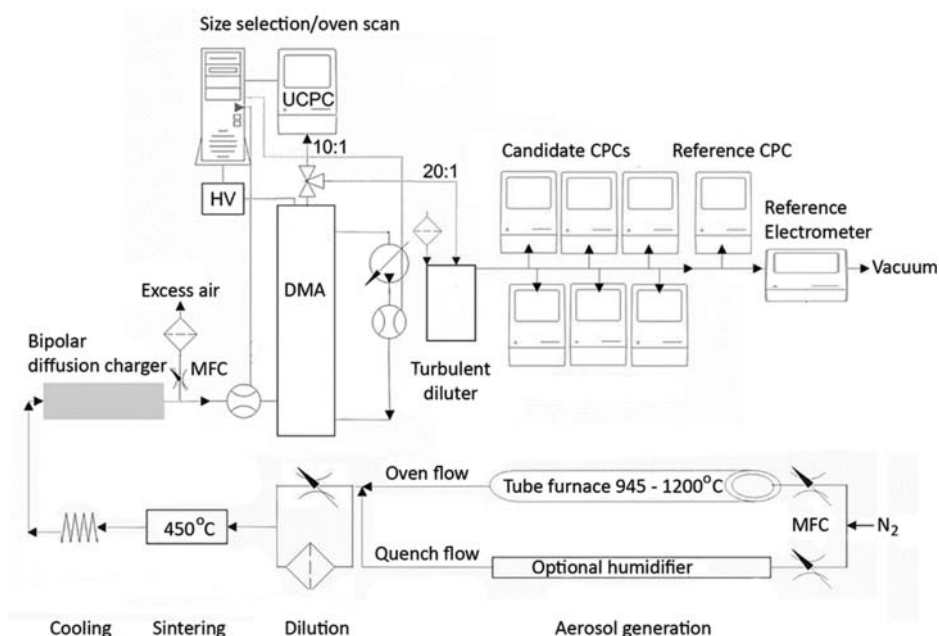 Size selection/oven scan
UCPC
10:1
20:1
HV
Candidate CPCs
Reference CPC
Reference
Electrometer
Vacuum
DMA
Excess air
Bipolar
diffusion charger
MFC
Turbulent
diluter
Oven flow
Tube furnace 945 - 1200°C
MFC
N₂
450°C
Quench flow
Optional humidifier
Cooling
Sintering
Dilution
Aerosol generation